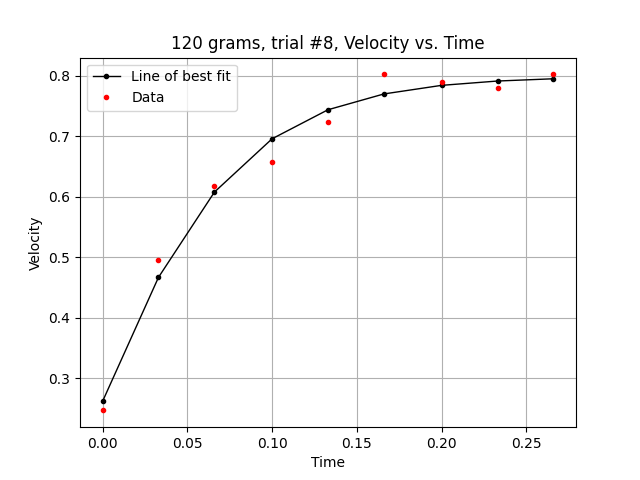 120 grams, trial #8, Velocity vs. Time
Line of best fit
Data
0.8
0.7
0.6
0.5
0.4
0.3
Velocity
0.00 0.05 0.10 0.15 0.20 0.25
Time